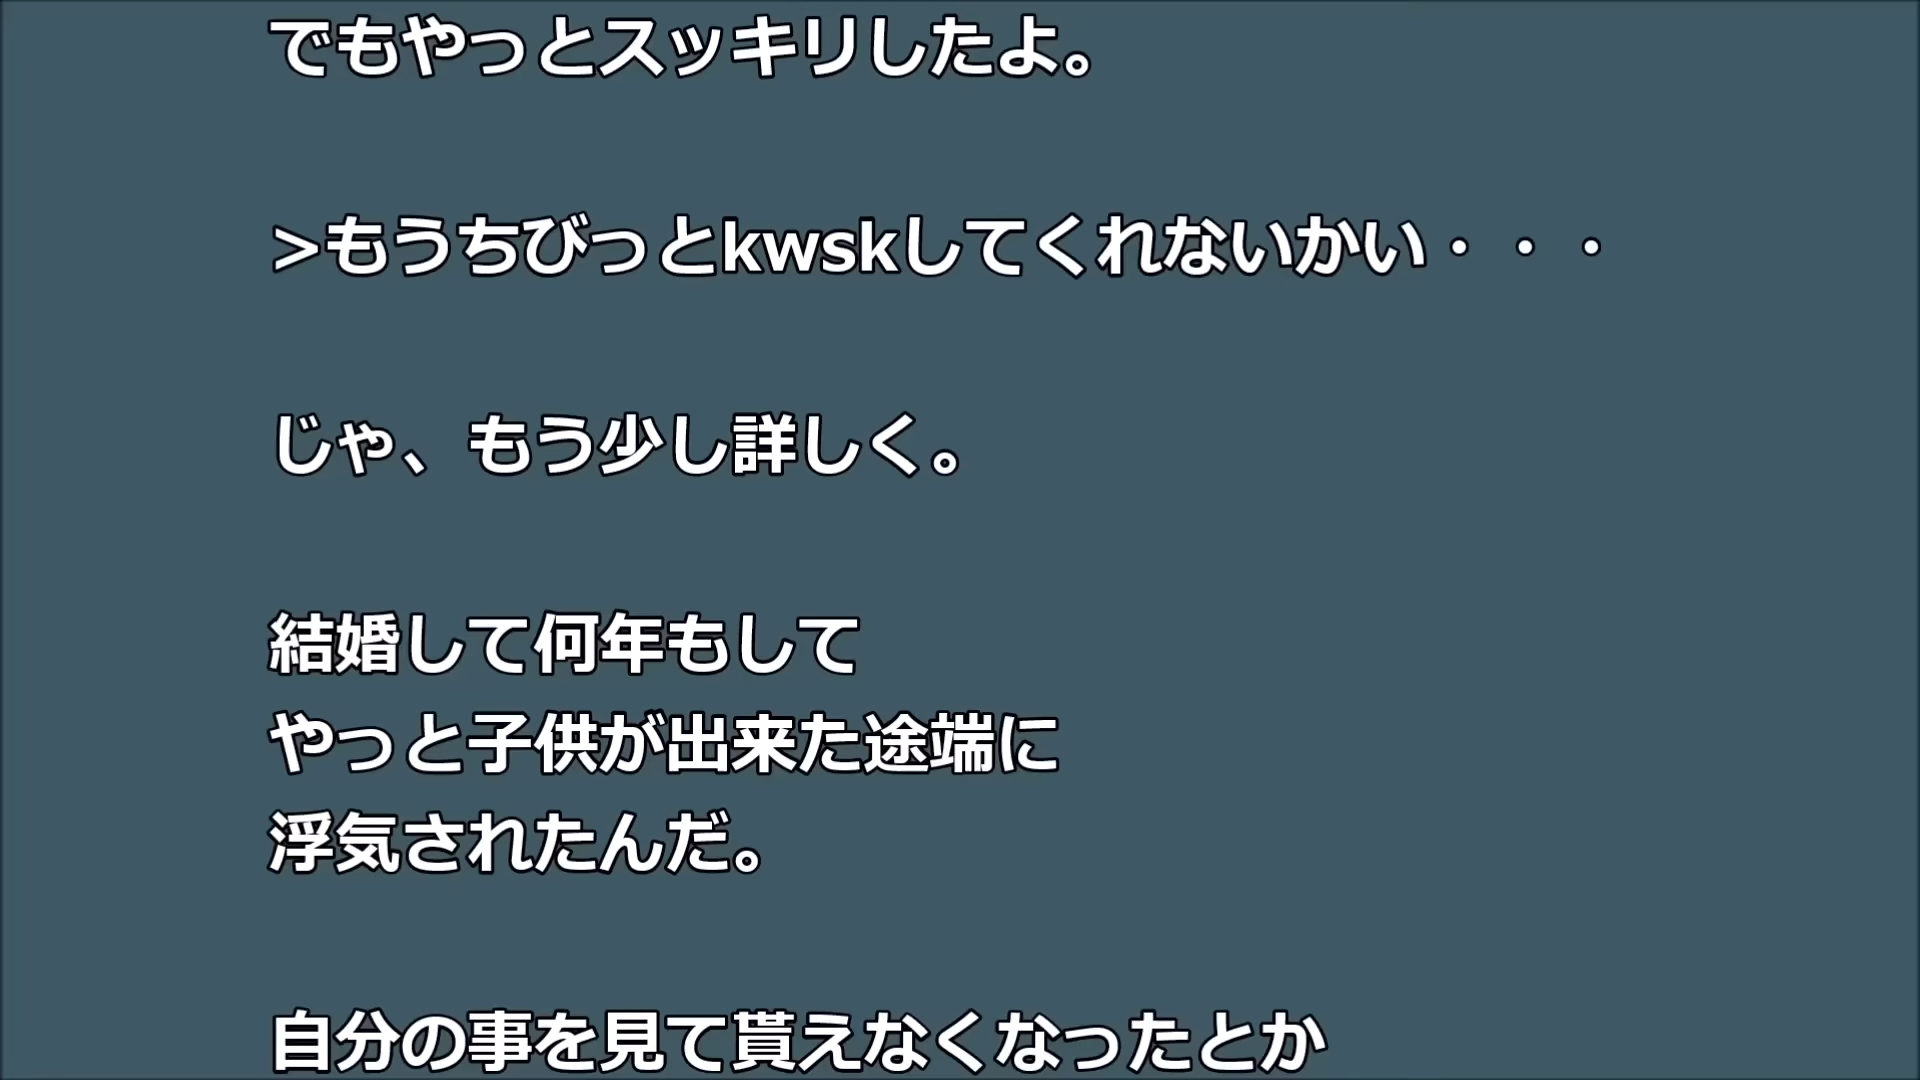 でもやっとスッキリしたよ。
>もうちびっとkwskしてくれないかい・・・
じゃ、もう少し詳しく。
結婚して何年もして
やっと子供が出来た途端に
浮気されたんだ。
自分の事を見て貰えなくなったとか